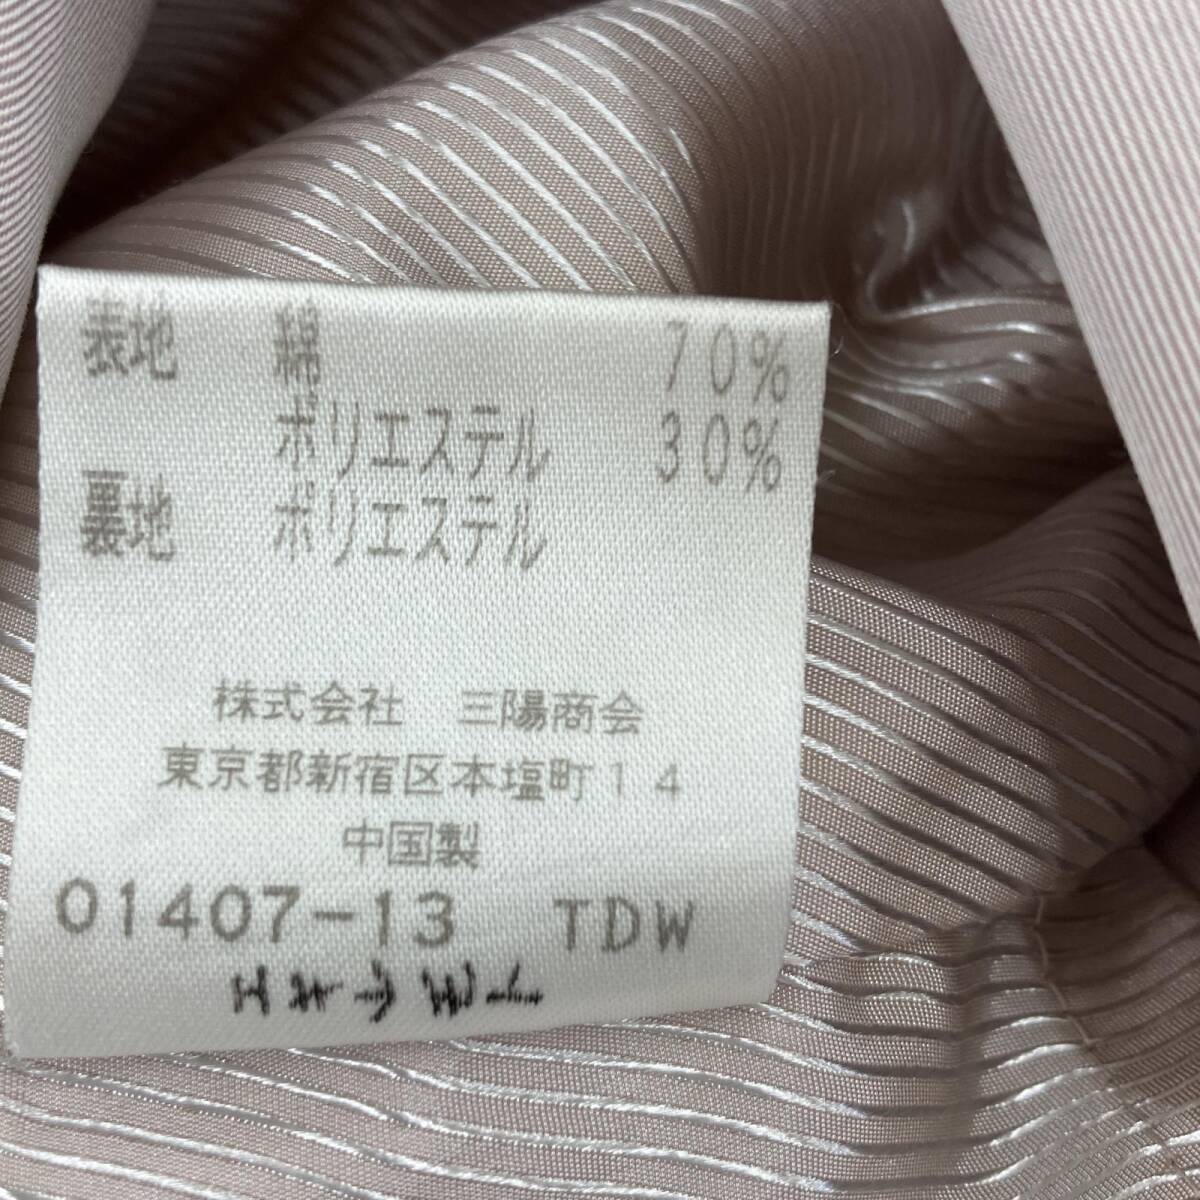 表地 綿 70%
ポリエステル 30%
裏地 ポリエステル
株式会社 三陽商会
東京都新宿区本塩町14
中国製
01407-13 TDW